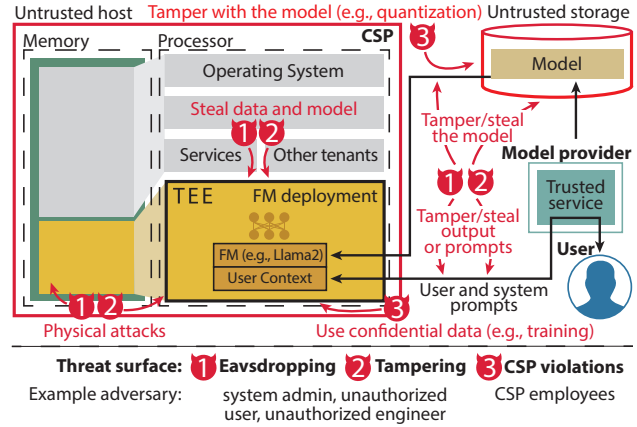 Untrusted host
Tamper with the model (e.g., quantization)
Untrusted storage
Memory
Processor
CSP
3
Model
Operating System
Steal data and model
1 2
Services
Other tenants
Tamper/steal
the model
Model provider
TEE
FM deployment
1 2
Trusted
service
FM (e.g., Llama2)
User Context
Tamper/steal
output
or prompts
User
User and system
prompts
1 2
3
Physical attacks
Use confidential data (e.g., training)
Threat surface: 1 Eavsdropping 2 Tampering 3 CSP violations
Example adversary: system admin, unauthorized CSP employees
user, unauthorized engineer